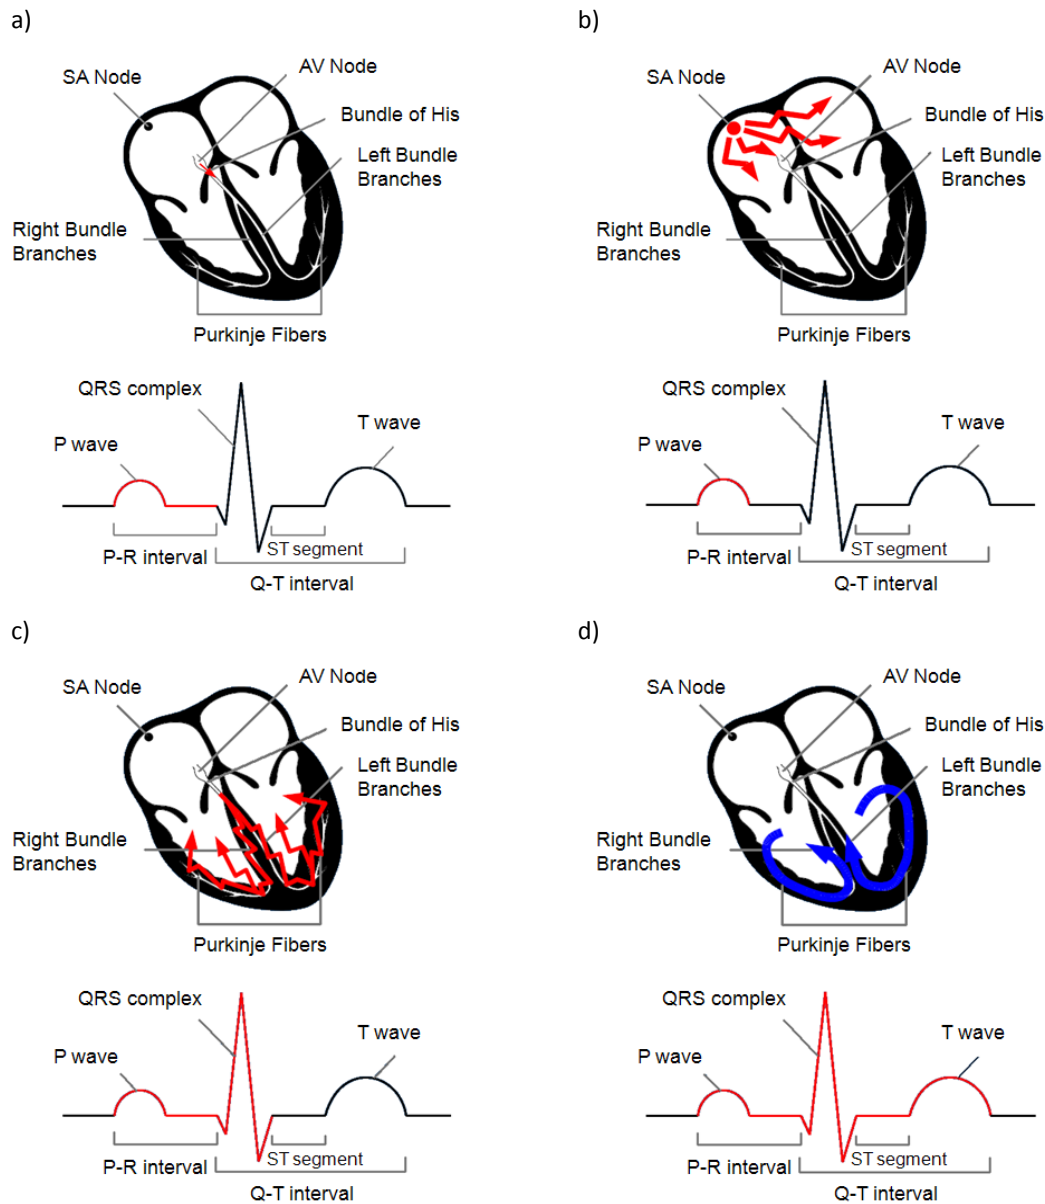 a)
SA Node
AV Node
Bundle of His
Left Bundle
Branches
Right Bundle
Branches
Purkinje Fibers
QRS complex
T wave
P wave
ST segment
P-R interval
Q-T interval
b)
SA Node
AV Node
Bundle of His
Left Bundle
Branches
Right Bundle
Branches
Purkinje Fibers
QRS complex
T wave
P wave
ST segment
P-R interval
Q-T interval
c)
SA Node
AV Node
Bundle of His
Left Bundle
Branches
Right Bundle
Branches
Purkinje Fibers
QRS complex
T wave
P wave
ST segment
P-R interval
Q-T interval
d)
SA Node
AV Node
Bundle of His
Left Bundle
Branches
Right Bundle
Branches
Purkinje Fibers
QRS complex
T wave
P wave
ST segment
P-R interval
Q-T interval